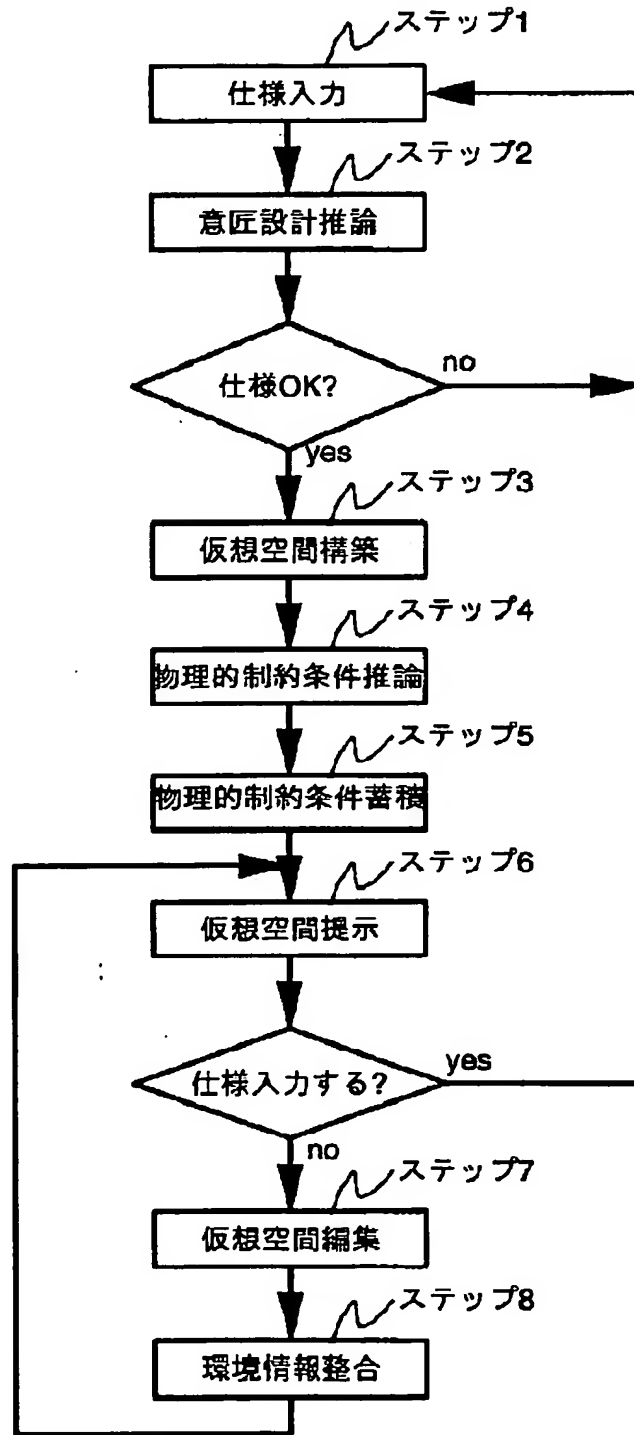 ステップ1
仕様入力
ステップ2
意匠設計推論
仕様OK?
no
yes
ステップ3
仮想空間構築
ステップ4
物理的制約条件推論
ステップ5
物理的制約条件蓄積
ステップ6
仮想空間提示
仕様入力する?
yes
no
ステップ7
仮想空間編集
ステップ8
環境情報整合